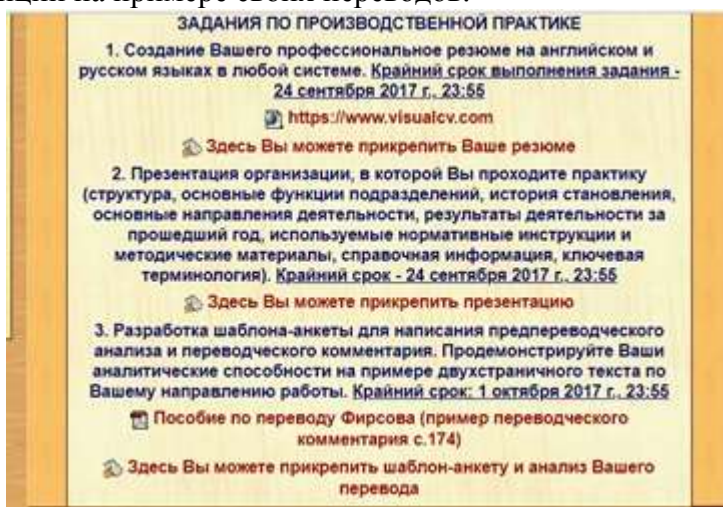 на примере своих переводов.
ЗАДАНИЯ ПО ПРОИЗВОДСТВЕННОЙ ПРАКТИКЕ
1. Создание Вашего профессиональное резюме на английском и
русском языках в любой системе. Крайний срок выполнения задания -
24 сентября 2017 г., 23:55
https://www.visualcv.com
Здесь Вы можете прикрепить Ваше резюме
2. Презентация организации, в которой Вы проходите практику
(структура, основные функции подразделений, история становления,
основные направления деятельности, результаты деятельности за
прошедший год, используемые нормативные инструкции и
методические материалы, справочная информация, ключевая
терминология). Крайний срок - 24 сентября 2017 г., 23:55
Здесь Вы можете прикрепить презентацию
3. Разработка шаблона-анкеты для написания предпереводческого
анализа и переводческого комментария. Продемонстрируйте Ваши
аналитические способности на примере двухстраничного текста по
Вашему направлению работы. Крайний срок: 1 октября 2017 г., 23:55
Пособие по переводу Фирсова (пример переводческого
комментария с.174)
Здесь Вы можете прикрепить шаблон-анкету и анализ Вашего
перевода